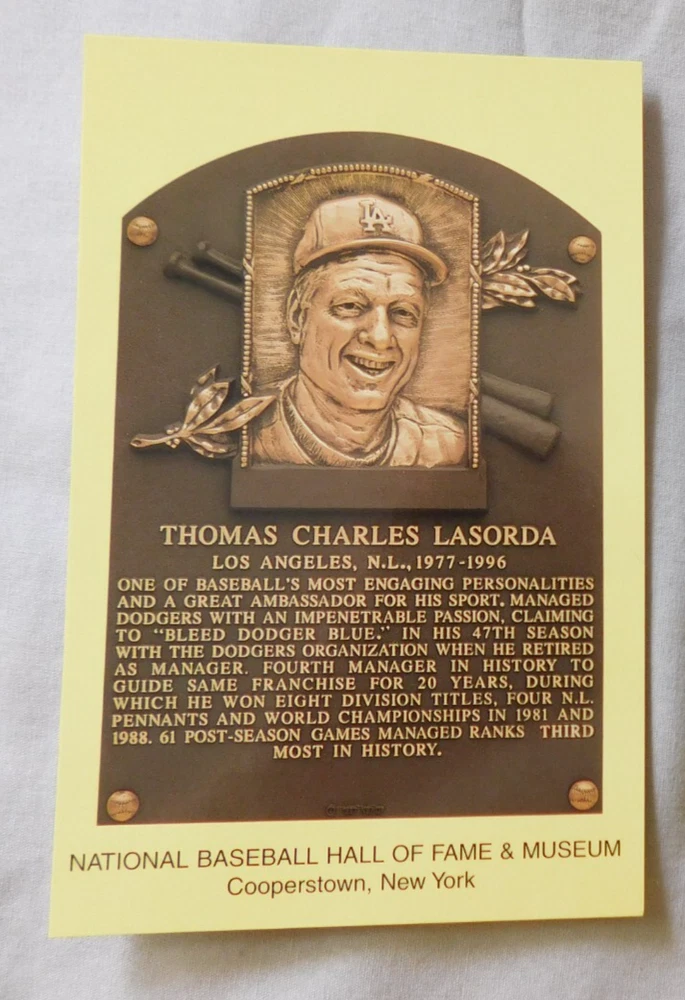 LA
THOMAS CHARLES LASORDA
LOS ANGELES, N.L., 1977-1996
ONE OF BASEBALL'S MOST ENGAGING PERSONALITIES
AND A GREAT AMBASSADOR FOR HIS SPORT. MANAGED
DODGERS WITH AN IMPENETRABLE PASSION, CLAIMING
TO "BLEED DODGER BLUE." IN HIS 47TH SEASON
WITH THE DODGERS ORGANIZATION WHEN HE RETIRED
AS MANAGER. FOURTH MANAGER IN HISTORY TO
GUIDE SAME FRANCHISE FOR 20 YEARS, DURING
WHICH HE WON EIGHT DIVISION TITLES, FOUR N.L.
PENNANTS AND WORLD CHAMPIONSHIPS IN 1981 AND
1988. 61 POST-SEASON GAMES MANAGED RANKS THIRD
MOST IN HISTORY.
NATIONAL BASEBALL HALL OF FAME & MUSEUM
Cooperstown, New York